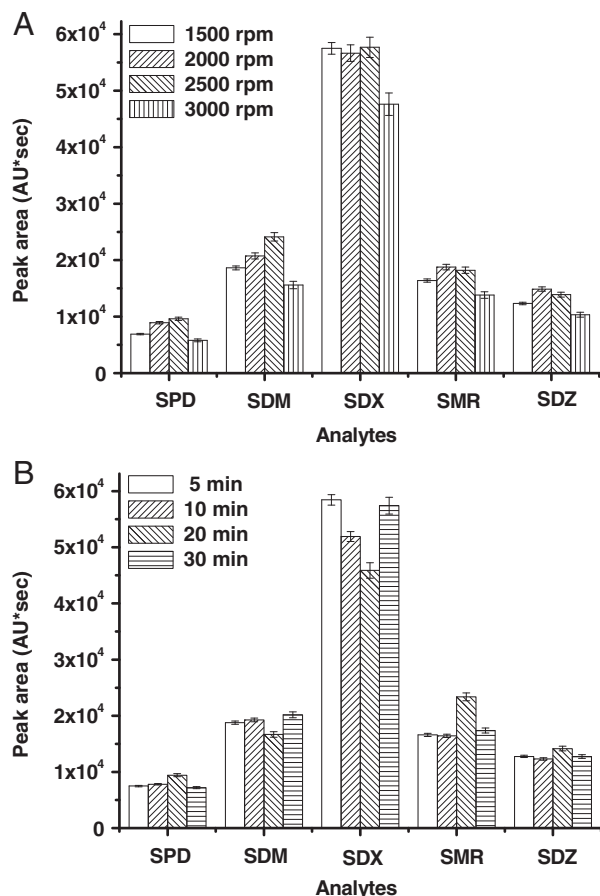 A
1500 rpm
2000 rpm
2500 rpm
3000 rpm
Peak area (AU*sec)
6x10⁴
5x10⁴
4x10⁴
3x10⁴
2x10⁴
1x10⁴
0
SPD SDM SDX SMR SDZ
Analytes
B
5 min
10 min
20 min
30 min
Peak area (AU*sec)
6x10⁴
5x10⁴
4x10⁴
3x10⁴
2x10⁴
1x10⁴
0
SPD SDM SDX SMR SDZ
Analytes